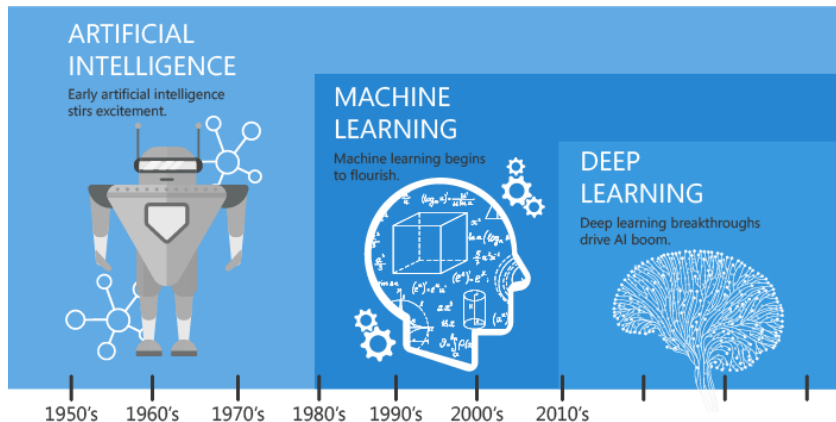 ARTIFICIAL
INTELLIGENCE
Early artificial intelligence
stirs excitement.
MACHINE
LEARNING
Machine learning begins
to flourish.
DEEP
LEARNING
Deep learning breakthroughs
drive AI boom.
1950's 1960's 1970's 1980's 1990's 2000's 2010's